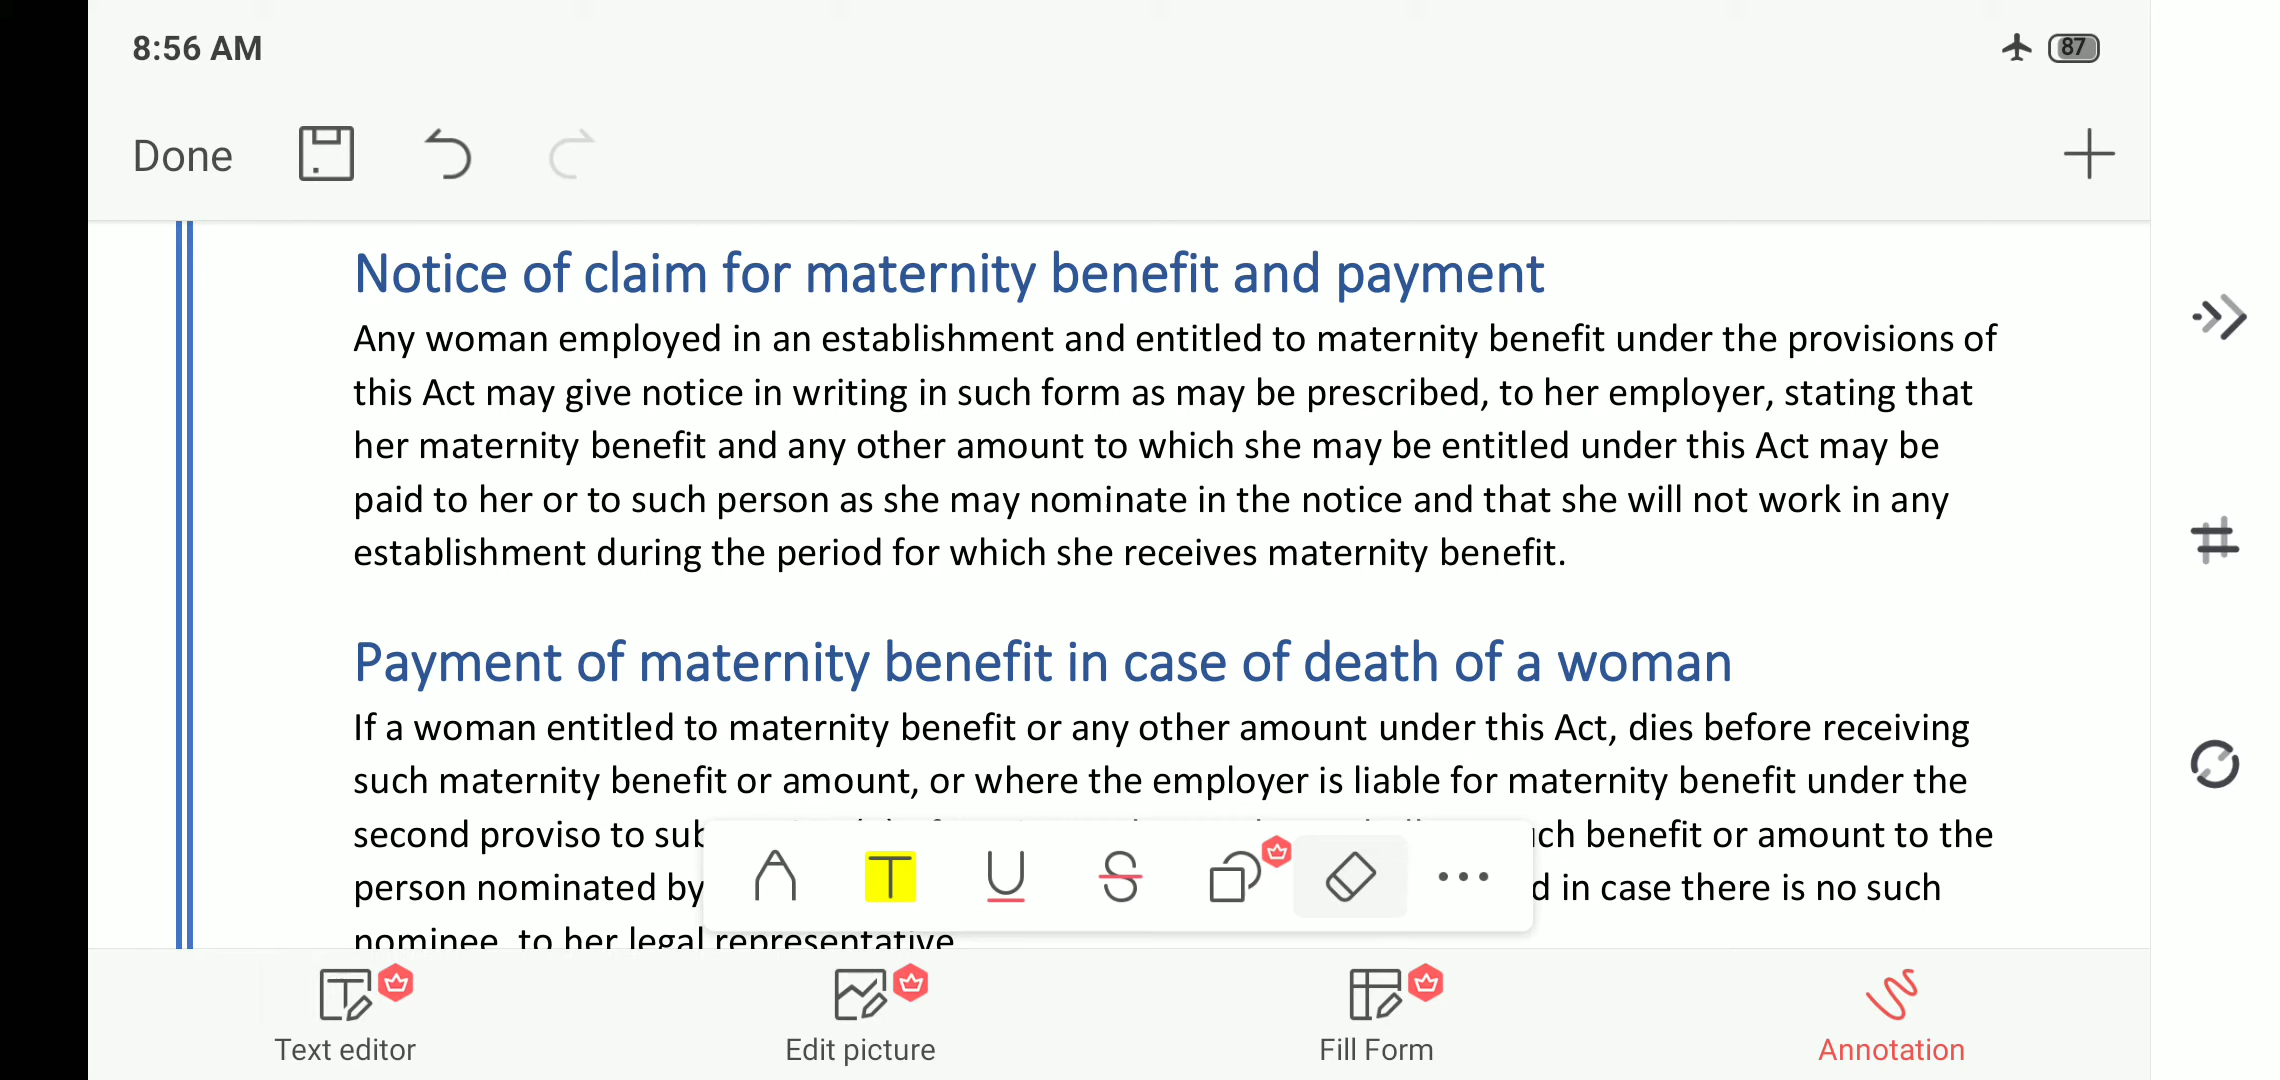 8:56 AM
87
Done
Notice of claim for maternity benefit and payment
Any woman employed in an establishment and entitled to maternity benefit under the provisions of
this Act may give notice in writing in such form as may be prescribed, to her employer, stating that
her maternity benefit and any other amount to which she may be entitled under this Act may be
paid to her or to such person as she may nominate in the notice and that she will not work in any
establishment during the period for which she receives maternity benefit.
Payment of maternity benefit in case of death of a woman
If a woman entitled to maternity benefit or any other amount under this Act, dies before receiving
such maternity benefit or amount, or where the employer is liable for maternity benefit under the
second proviso to benefit or amount to the
person nominated by in case there is no such
nominee, to her legal representative
T U S
Text editor
Edit picture
Fill Form
Annotation